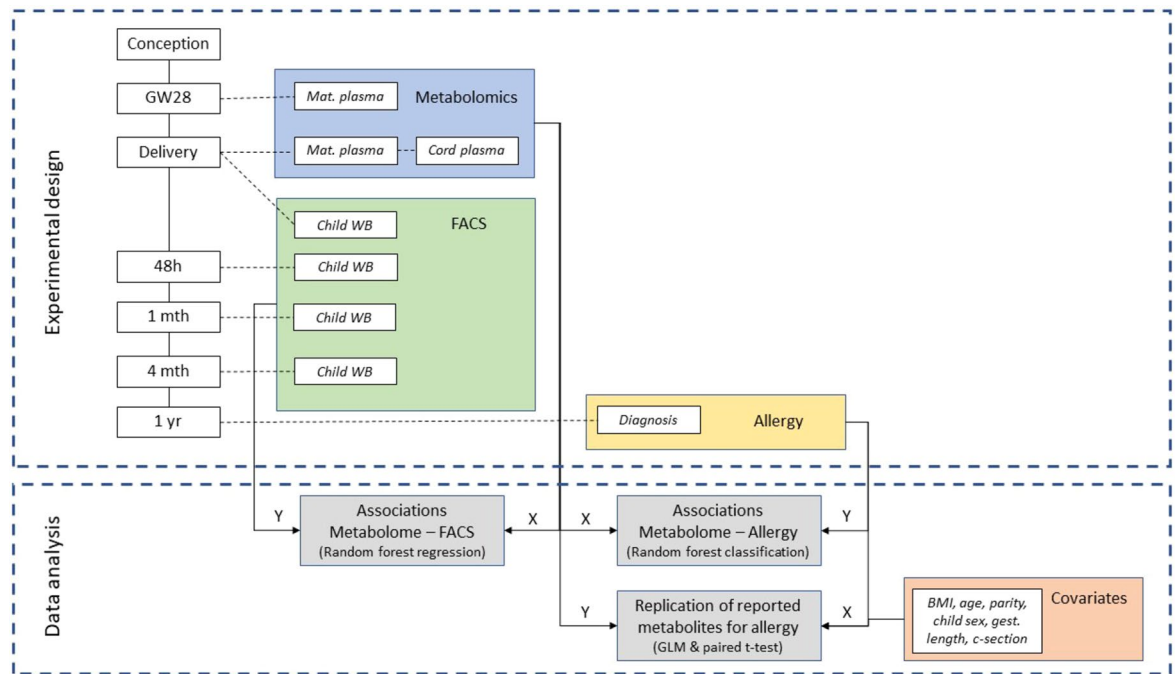 Experimental design
Conception
GW28
Mat. plasma
Metabolomics
Delivery
Mat. plasma
Cord plasma
Child WB
FACS
48h
Child WB
1 mth
Child WB
4 mth
Child WB
1 yr
Diagnosis
Allergy
Data analysis
Y
Associations
Metabolome – FACS
(Random forest regression)
X
X
Associations
Metabolome – Allergy
(Random forest classification)
Y
Y
Replication of reported
metabolites for allergy
(GLM & paired t-test)
X
BMI, age, parity,
child sex, gest.
length, c-section
Covariates